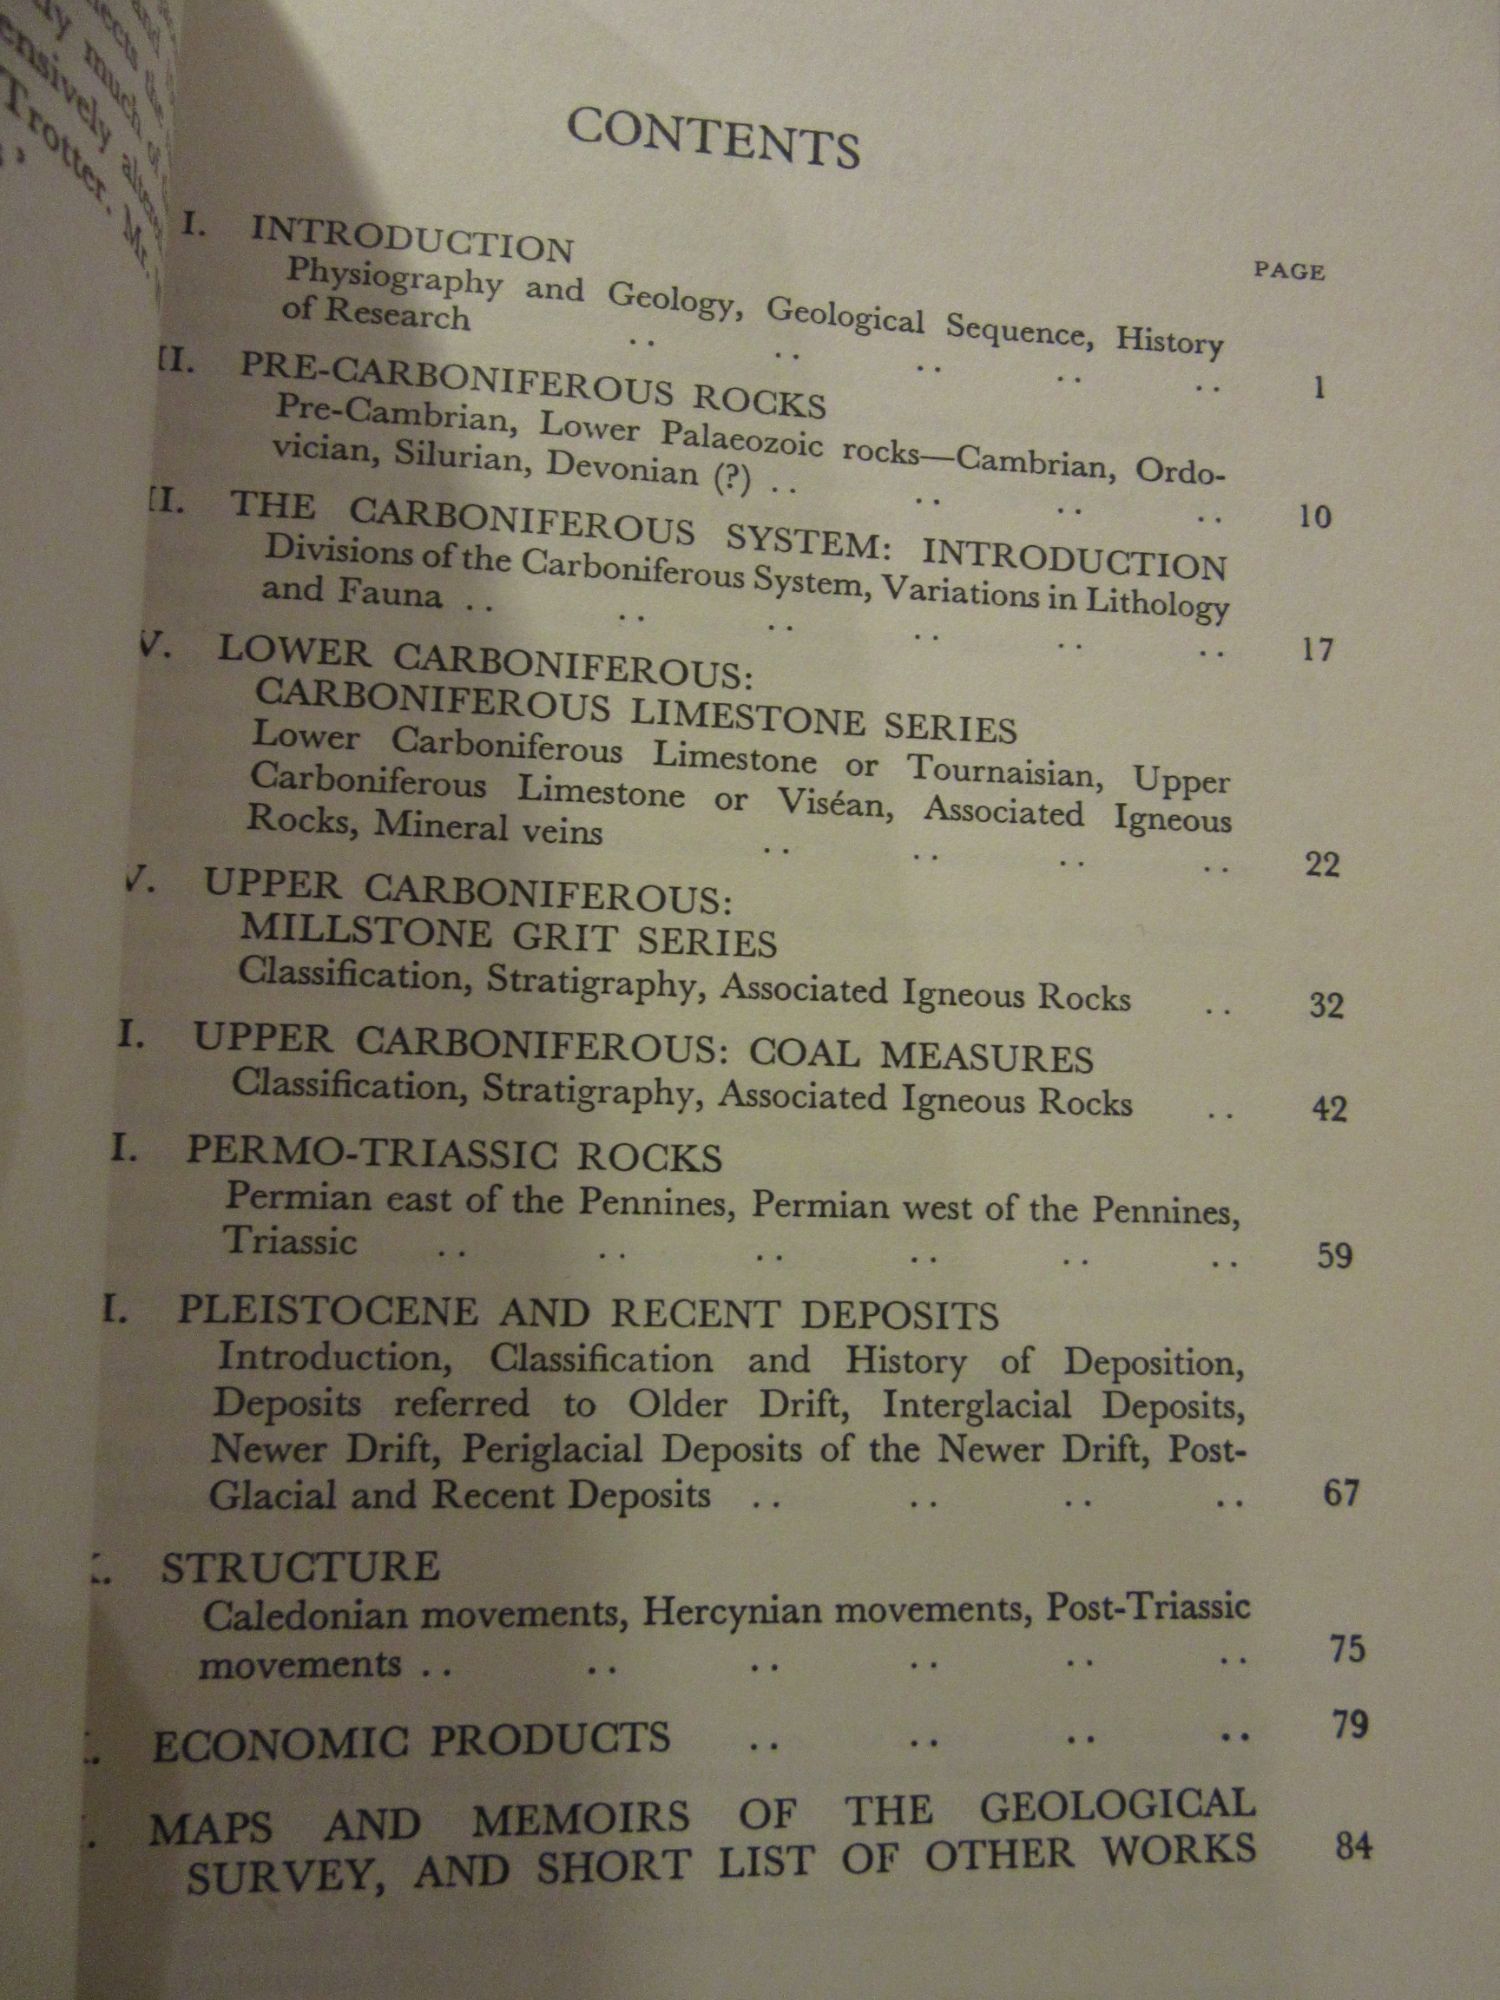 much
ensively
Trotter. Mr.
CONTENTS
PAGE
I. INTRODUCTION
Physiography and Geology, Geological Sequence, History
of Research .. .. .. .. .. 1
II. PRE-CARBONIFEROUS ROCKS
Pre-Cambrian, Lower Palaeozoic rocks—Cambrian, Ordo-
vician, Silurian, Devonian (?) .. .. .. .. 10
II. THE CARBONIFEROUS SYSTEM: INTRODUCTION
Divisions of the Carboniferous System, Variations in Lithology
and Fauna .. .. .. .. .. .. 17
V. LOWER CARBONIFEROUS:
CARBONIFEROUS LIMESTONE SERIES
Lower Carboniferous Limestone or Tournaisian, Upper
Carboniferous Limestone or Viséan, Associated Igneous
Rocks, Mineral veins .. .. .. .. 22
V. UPPER CARBONIFEROUS:
MILLSTONE GRIT SERIES
Classification, Stratigraphy, Associated Igneous Rocks .. 32
I. UPPER CARBONIFEROUS: COAL MEASURES
Classification, Stratigraphy, Associated Igneous Rocks .. 42
I. PERMO-TRIASSIC ROCKS
Permian east of the Pennines, Permian west of the Pennines,
Triassic .. .. .. .. .. .. 59
I. PLEISTOCENE AND RECENT DEPOSITS
Introduction, Classification and History of Deposition,
Deposits referred to Older Drift, Interglacial Deposits,
Newer Drift, Periglacial Deposits of the Newer Drift, Post-
Glacial and Recent Deposits .. .. .. .. 67
STRUCTURE
Caledonian movements, Hercynian movements, Post-Triassic
movements .. .. .. .. .. .. 75
ECONOMIC PRODUCTS .. .. .. .. 79
MAPS AND MEMOIRS OF THE GEOLOGICAL
SURVEY, AND SHORT LIST OF OTHER WORKS 84